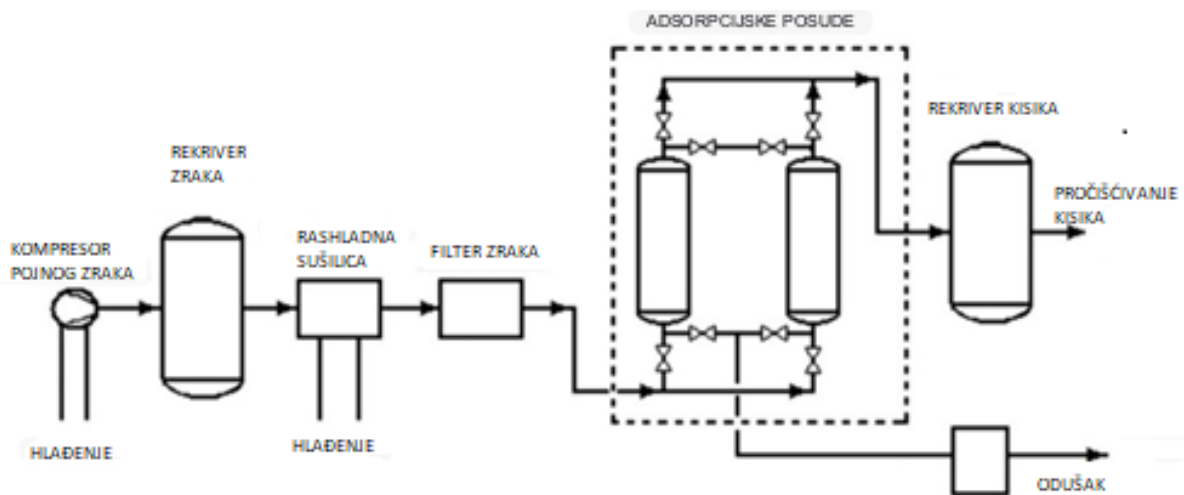 ADSORPCIJSKE POSUDE
REKRIVER KISIKA
REKRIVER
ZRAKA
PROČIŠĆIVANJE
KISIKA
KOMPRESOR
POJNOG ZRAKA
RASHLADNA
SUŠILICA
FILTER ZRAKA
HLAĐENJE
HLAĐENJE
ODUŠAK